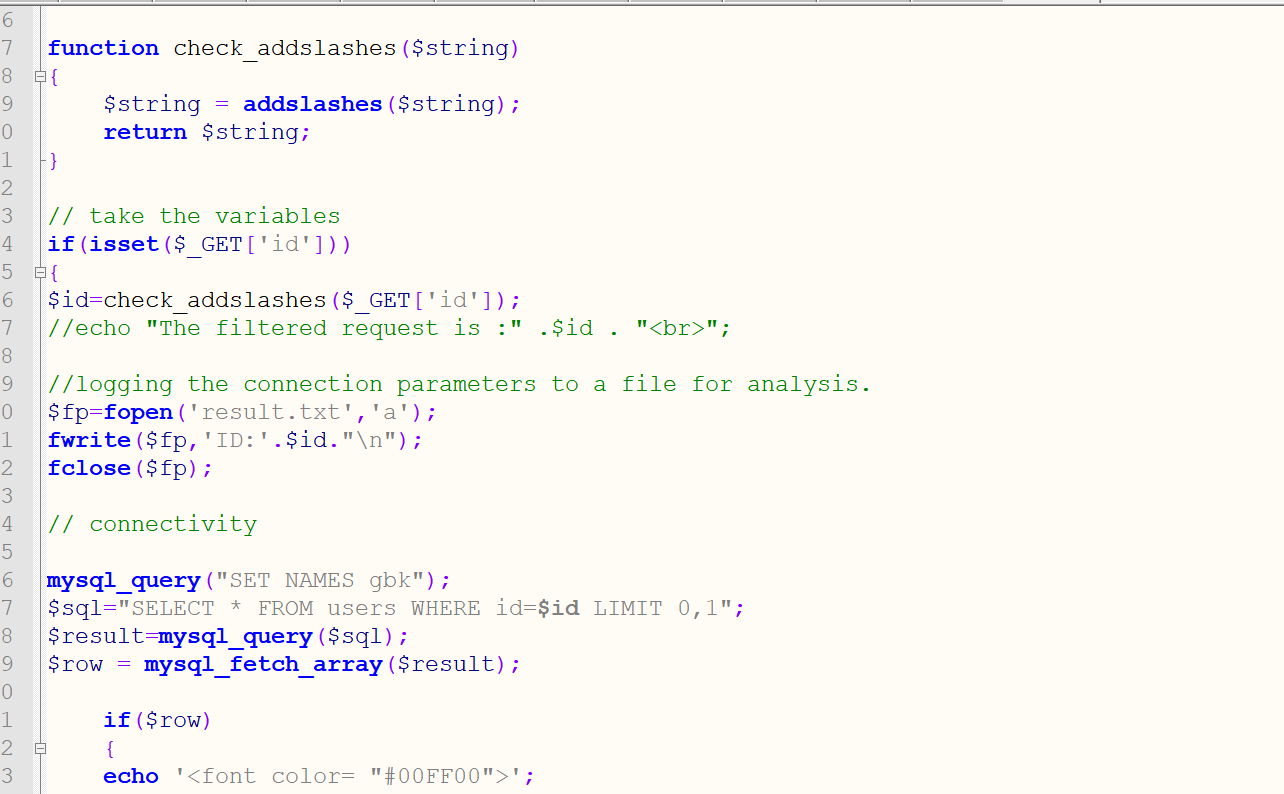 6
7 function check_addslashes($string)
8 {
9 $string = addslashes($string);
0 return $string;
1 }
2
3 // take the variables
4 if(isset($_GET['id']))
5 {
6 $id=check_addslashes($_GET['id']);
7 //echo "The filtered request is :" .$id . "<br>";
8
9 //logging the connection parameters to a file for analysis.
0 $fp=fopen('result.txt','a');
1 fwrite($fp,'ID:'.$id."\n");
2 fclose($fp);
3
4 // connectivity
5
6 mysql_query("SET NAMES gbk");
7 $sql="SELECT * FROM users WHERE id=$id LIMIT 0,1";
8 $result=mysql_query($sql);
9 $row = mysql_fetch_array($result);
0
1 if($row)
2 {
3 echo '<font color= "#00FF00">';